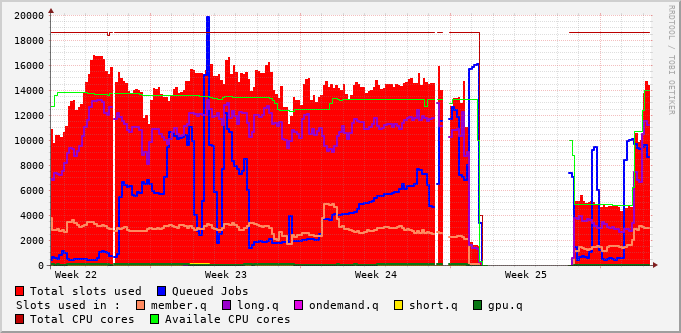 20000
18000
16000
14000
12000
10000
8000
6000
4000
2000
0
Week 22 Week 23 Week 24 Week 25
RRDTOOL / TOBI OETIKER
Total slots used Queued Jobs
Slots used in : member.q long.q ondemand.q short.q gpu.q
Total CPU cores Availale CPU cores